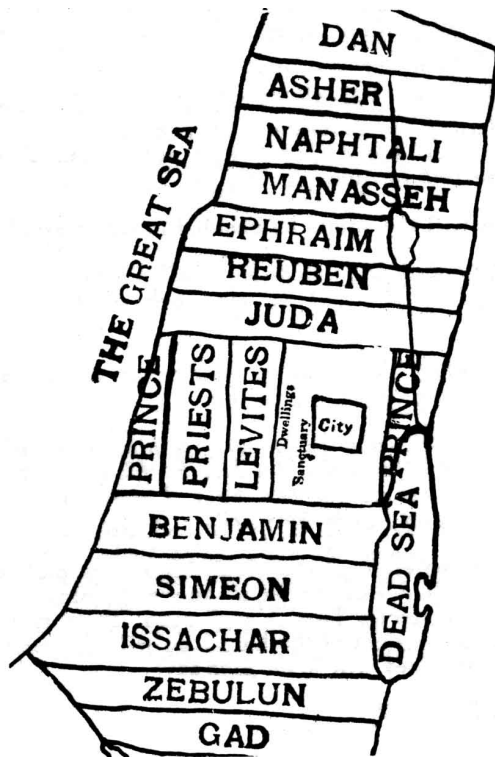 DAN
ASHER
NAPHTALI
MANASSEH
EPHRAIM
REUBEN
JUDA
THE GREAT SEA
PRINCE
PRIESTS
LEVITES
Dwellings
Sanctuary
City
PRINCE
DEAD SEA
BENJAMIN
SIMEON
ISSACHAR
ZEBULUN
GAD